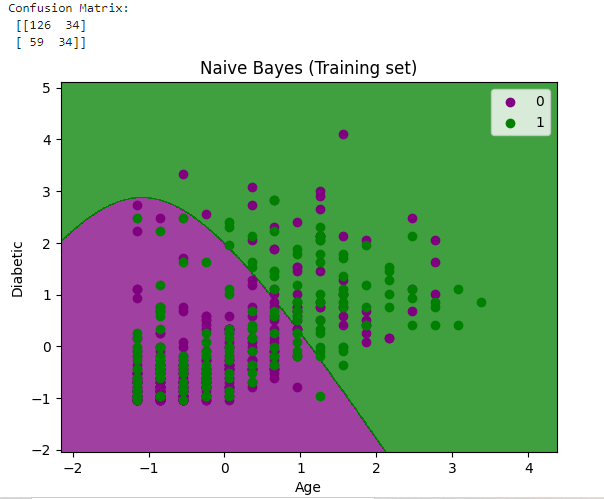 Confusion Matrix:
[[126 34]
[ 59 34]]
Naive Bayes (Training set)
0
1
5
4
3
2
1
0
−1
−2
Diabetic
−2 −1 0 1 2 3 4
Age